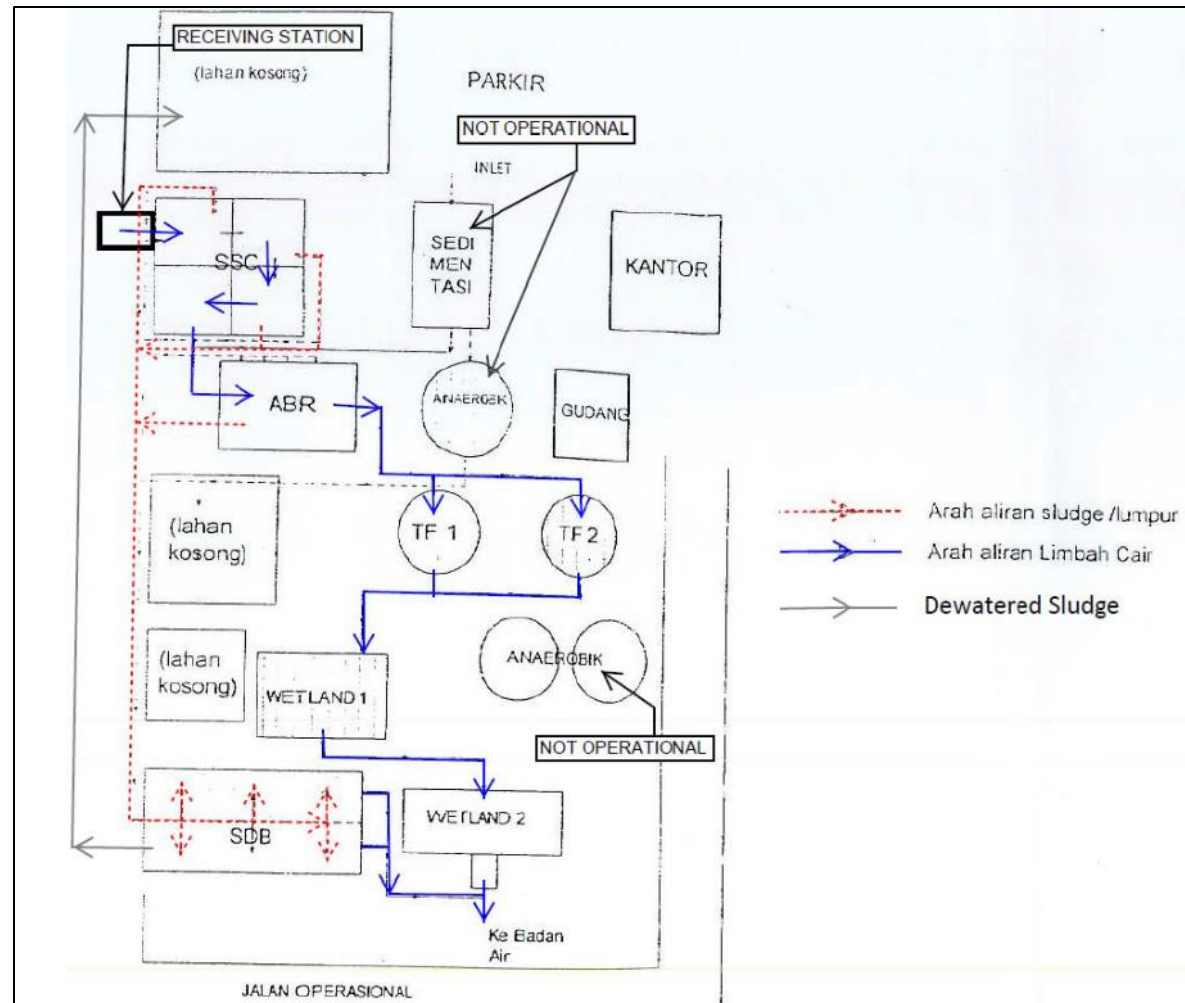 RECEIVING STATION
(lahan kosong)
PARKIR
NOT OPERATIONAL
INLET
SSC
SEDI
MEN
TASI
KANTOR
ABR
ANAEROBIK
GUDANG
(lahan
kosong)
TF 1
TF 2
Arah aliran sludge /lumpur
Arah aliran Limbah Cair
Dewatered Sludge
(lahan
kosong)
ANAEROBIK
WETLAND 1
NOT OPERATIONAL
SDB
WETLAND 2
Ke Badan
Air
JALAN OPERASIONAL